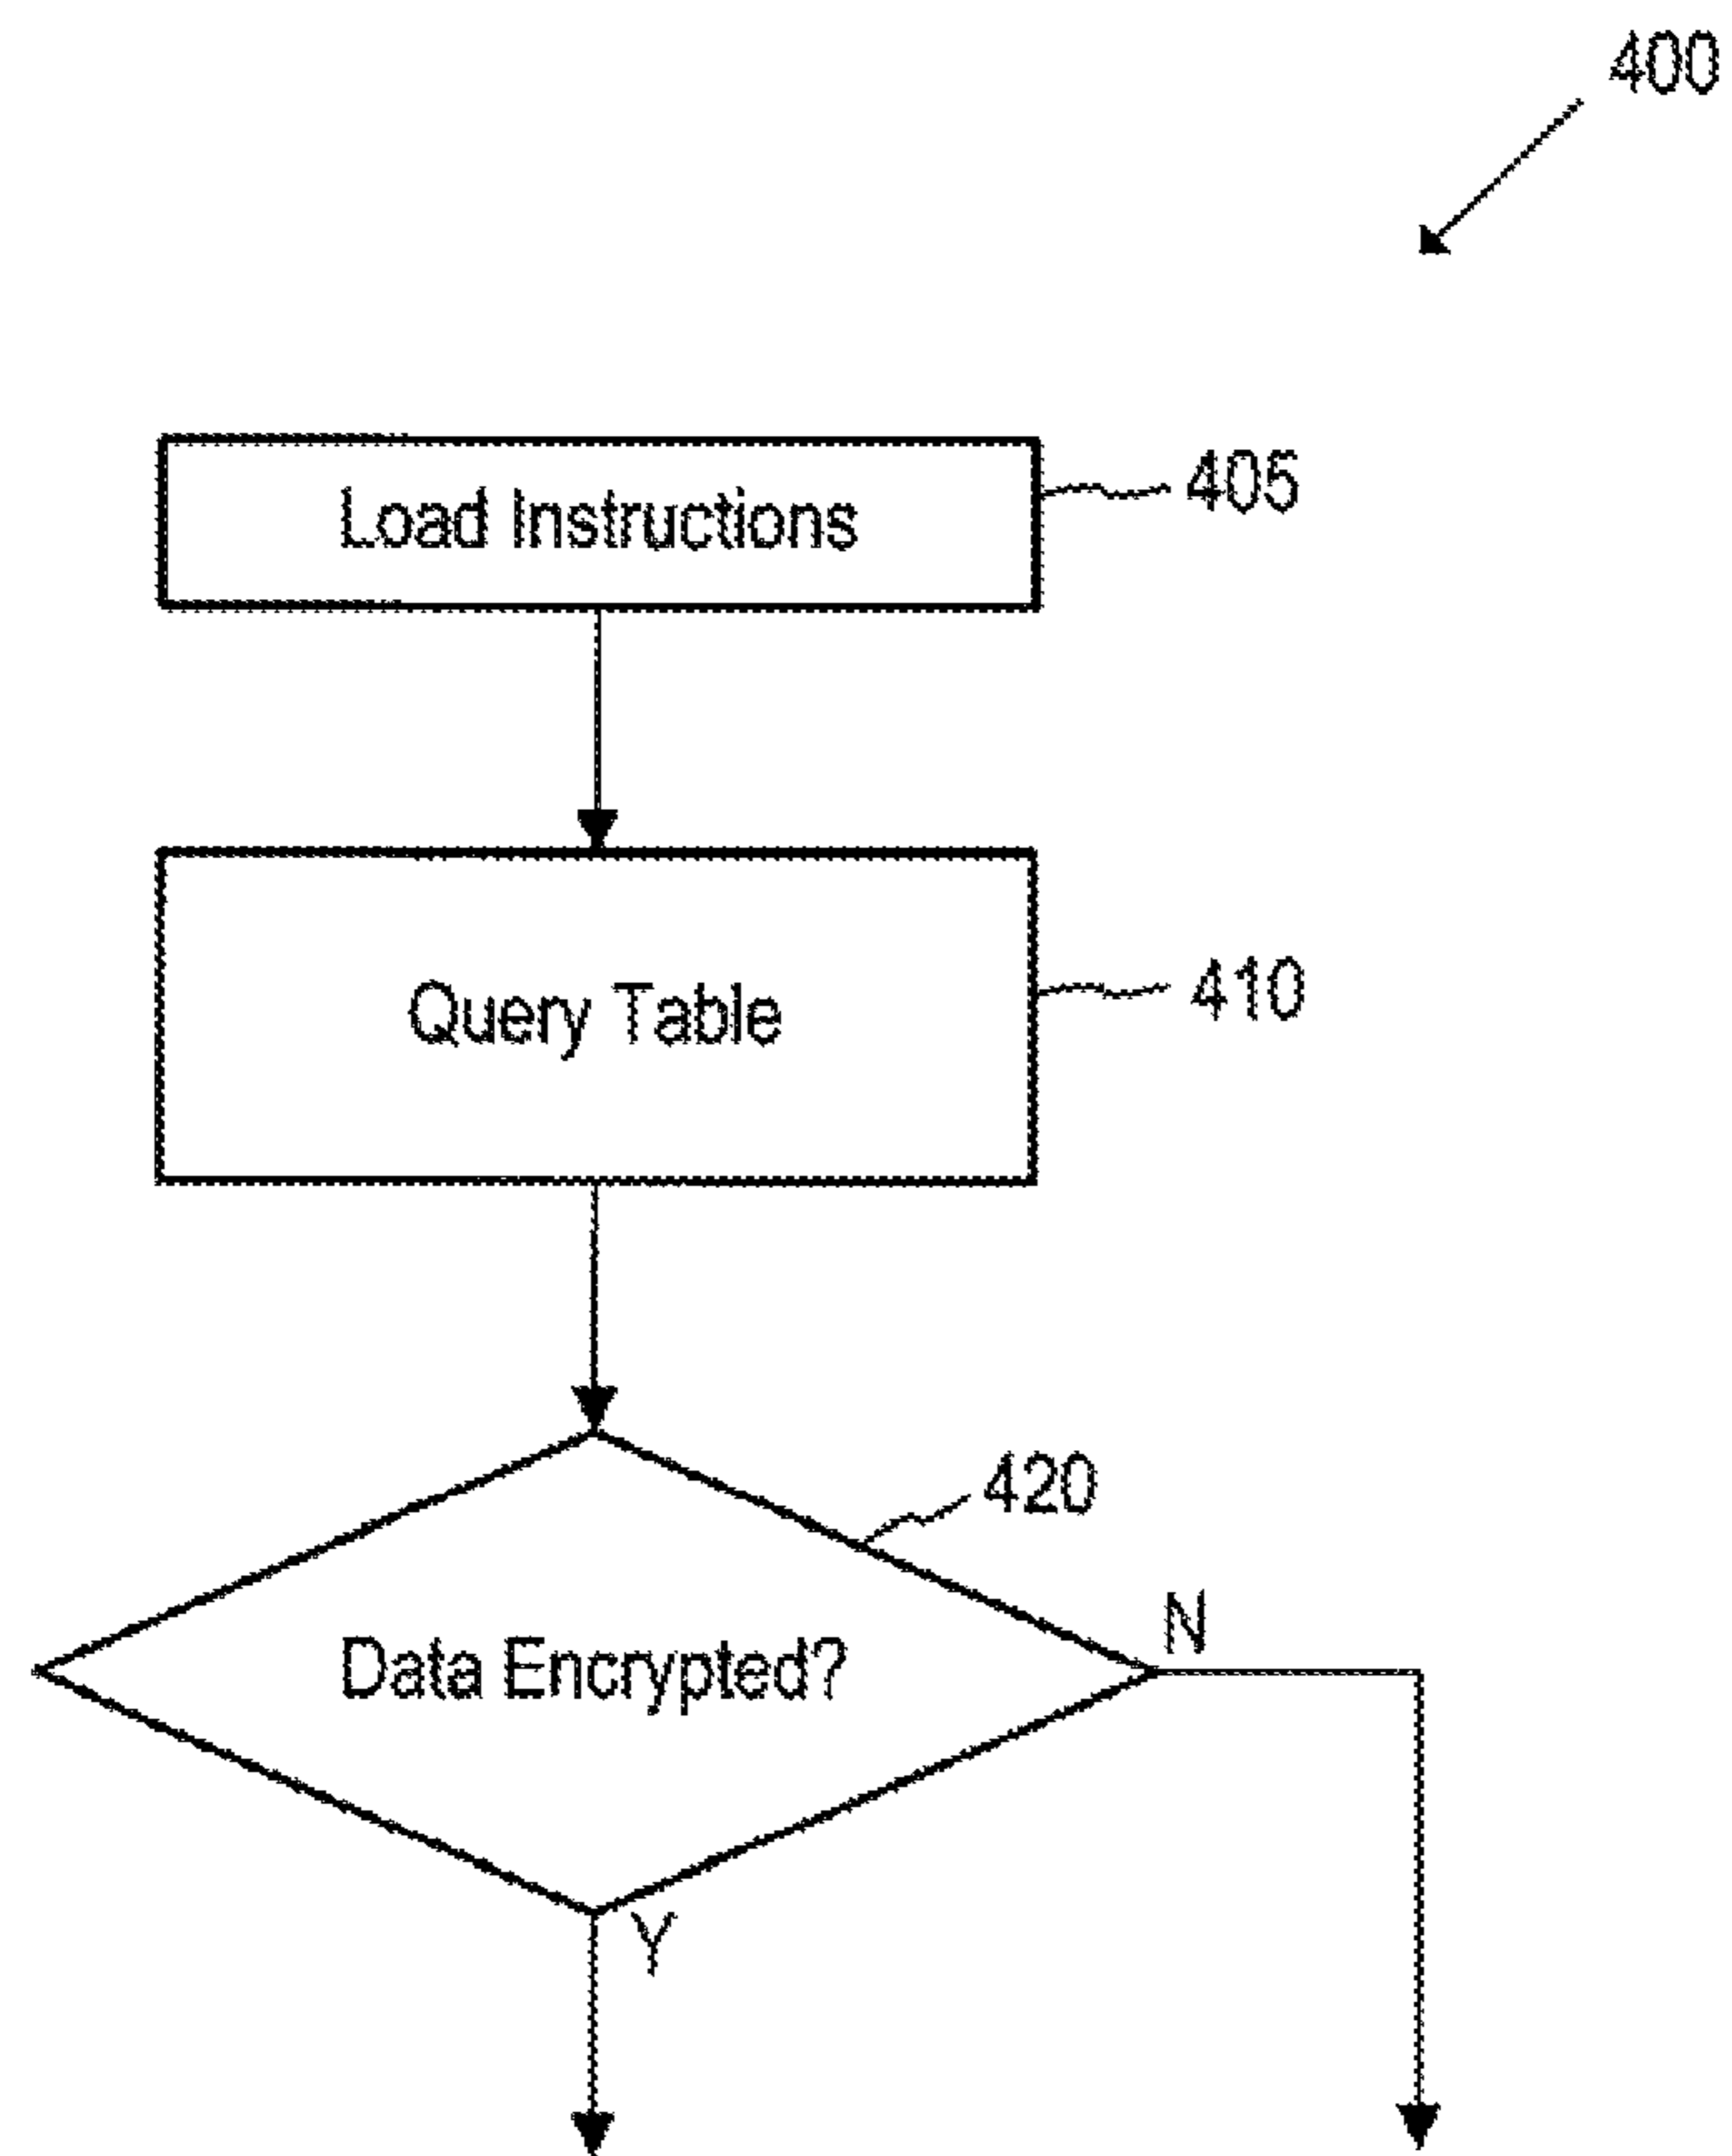 400
Load Instructions
405
Query Table
410
420
Data Encrypted?
N
Y